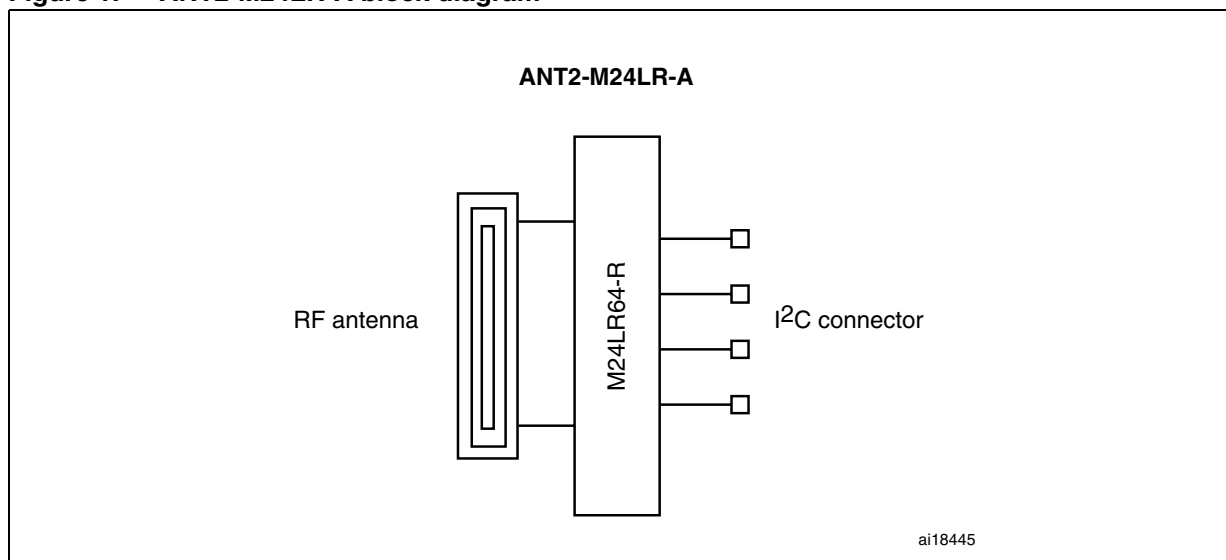 ANT2-M24LR-A
RF antenna
M24LR64-R
I²C connector
ai18445